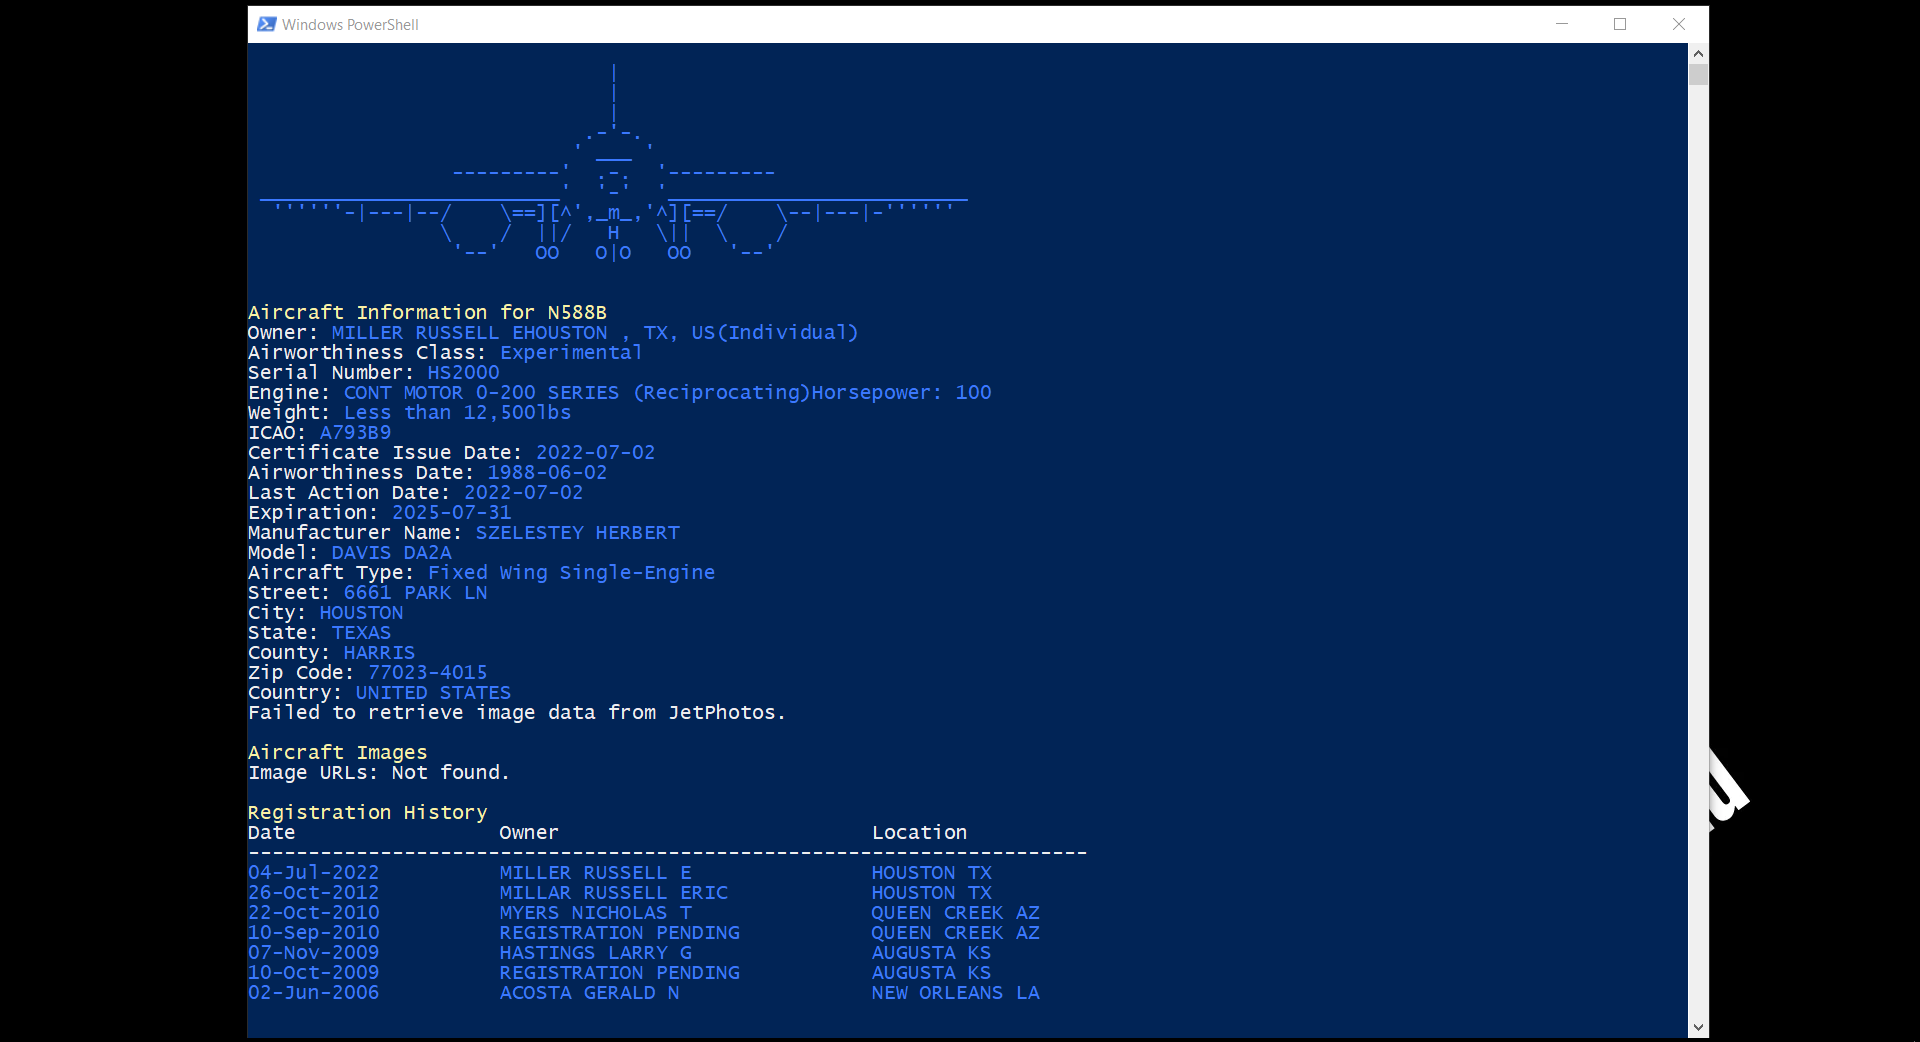 Windows PowerShell
                              |
                              |
                              |
                            .-'-.
                           ' ___ '
                 ---------'  .-.  '---------
 _________________________'  '-'  '_________________________
  ''''''-|---|--/    \==][^',_m_,'^][==/    \--|---|-''''''
                \    /  ||/   H   \||  \    /
                 '--'   OO   O|O   OO   '--'
Aircraft Information for N588B
Owner: MILLER RUSSELL EHOUSTON , TX, US(Individual)
Airworthiness Class: Experimental
Serial Number: HS2000
Engine: CONT MOTOR 0-200 SERIES (Reciprocating)Horsepower: 100
Weight: Less than 12,500lbs
ICAO: A793B9
Certificate Issue Date: 2022-07-02
Airworthiness Date: 1988-06-02
Last Action Date: 2022-07-02
Expiration: 2025-07-31
Manufacturer Name: SZELESTEY HERBERT
Model: DAVIS DA2A
Aircraft Type: Fixed Wing Single-Engine
Street: 6661 PARK LN
City: HOUSTON
State: TEXAS
County: HARRIS
Zip Code: 77023-4015
Country: UNITED STATES
Failed to retrieve image data from JetPhotos.
Aircraft Images
Image URLs: Not found.
Registration History
Date                 Owner                          Location
----------------------------------------------------------------------
04-Jul-2022          MILLER RUSSELL E               HOUSTON TX
26-Oct-2012          MILLAR RUSSELL ERIC            HOUSTON TX
22-Oct-2010          MYERS NICHOLAS T               QUEEN CREEK AZ
10-Sep-2010          REGISTRATION PENDING           QUEEN CREEK AZ
07-Nov-2009          HASTINGS LARRY G               AUGUSTA KS
10-Oct-2009          REGISTRATION PENDING           AUGUSTA KS
02-Jun-2006          ACOSTA GERALD N                NEW ORLEANS LA